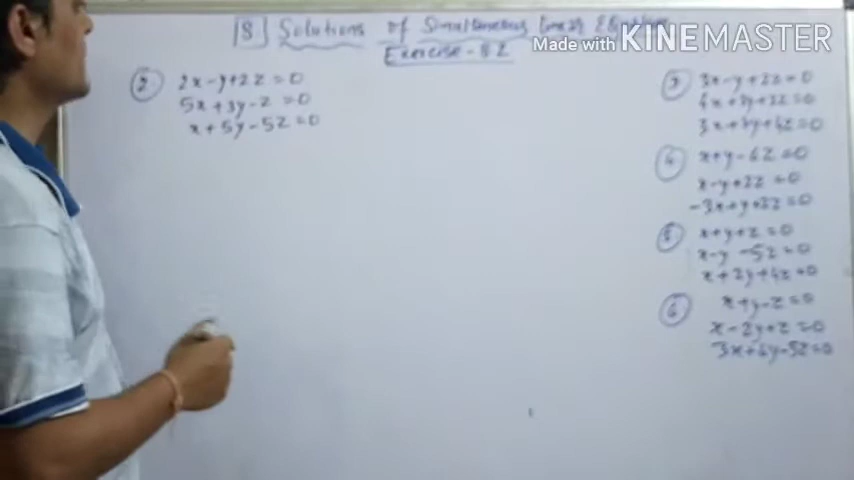 [8] Solutions of Simultaneous Linear Equation
Made with KINEMASTER
Exercise - 8.2
② 2x-y+2z=0
5x+3y-z=0
x+5y-5z=0
③ 3x-y+2z=0
4x+3y+3z=0
3x+7y+4z=0
④ x+y-6z=0
x-y+2z=0
-3x+y+2z=0
⑤ x+y+z=0
x-y-5z=0
x+2y+4z=0
⑥ x+y-z=0
x-2y+z=0
3x+6y-5z=0